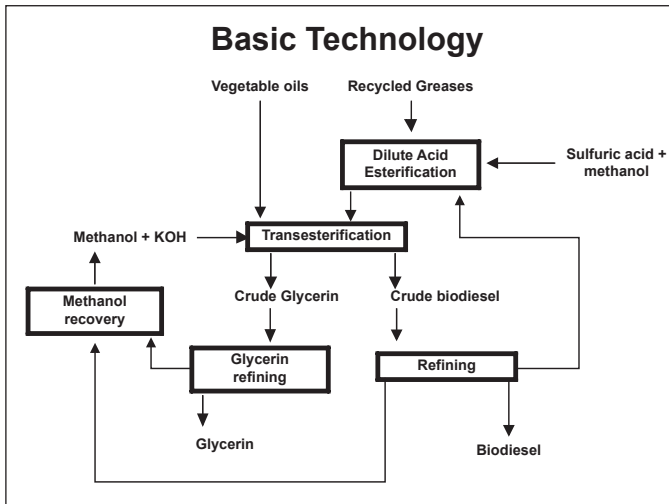 Basic Technology
Vegetable oils
Recycled Greases
Dilute Acid
Esterification
Sulfuric acid +
methanol
Methanol + KOH
Transesterification
Methanol
recovery
Crude Glycerin
Crude biodiesel
Glycerin
refining
Refining
Glycerin
Biodiesel